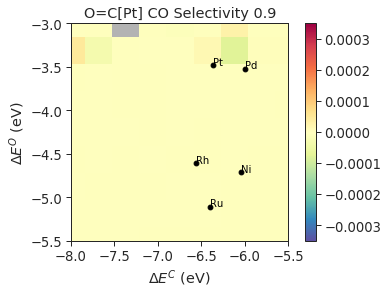 O=C[Pt] CO Selectivity 0.9
−3.0
−3.5
−4.0
−4.5
−5.0
−5.5
ΔE^O (eV)
Pt
Pd
Rh
Ni
Ru
−8.0 −7.5 −7.0 −6.5 −6.0 −5.5
ΔE^C (eV)
0.0003
0.0002
0.0001
0.0000
−0.0001
−0.0002
−0.0003